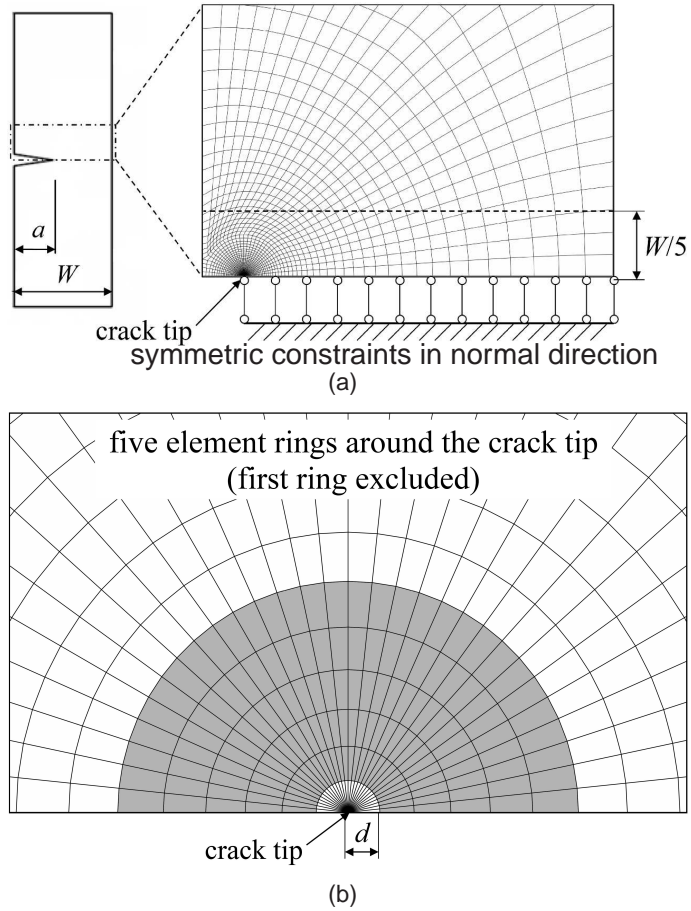 a
W
W/5
crack tip
symmetric constraints in normal direction
(a)
five element rings around the crack tip
(first ring excluded)
d
crack tip
(b)